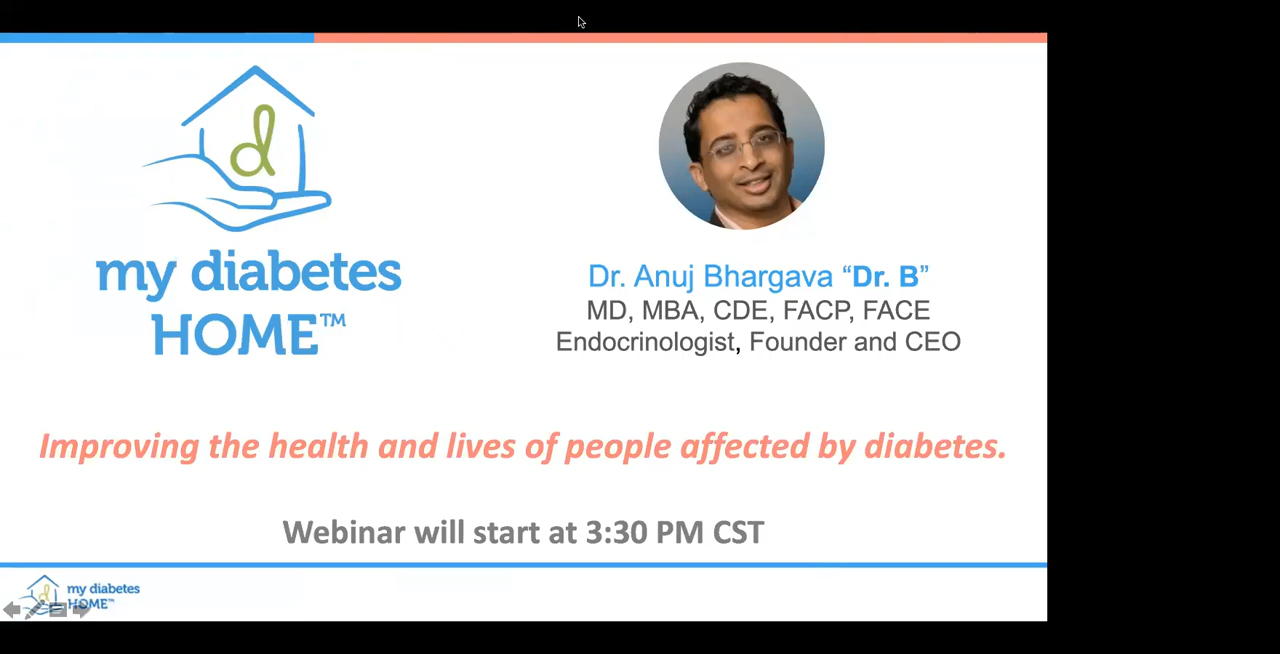 d
my diabetes
HOME™
Dr. Anuj Bhargava “Dr. B”
MD, MBA, CDE, FACP, FACE
Endocrinologist, Founder and CEO
Improving the health and lives of people affected by diabetes.
Webinar will start at 3:30 PM CST
d
my diabetes
HOME™